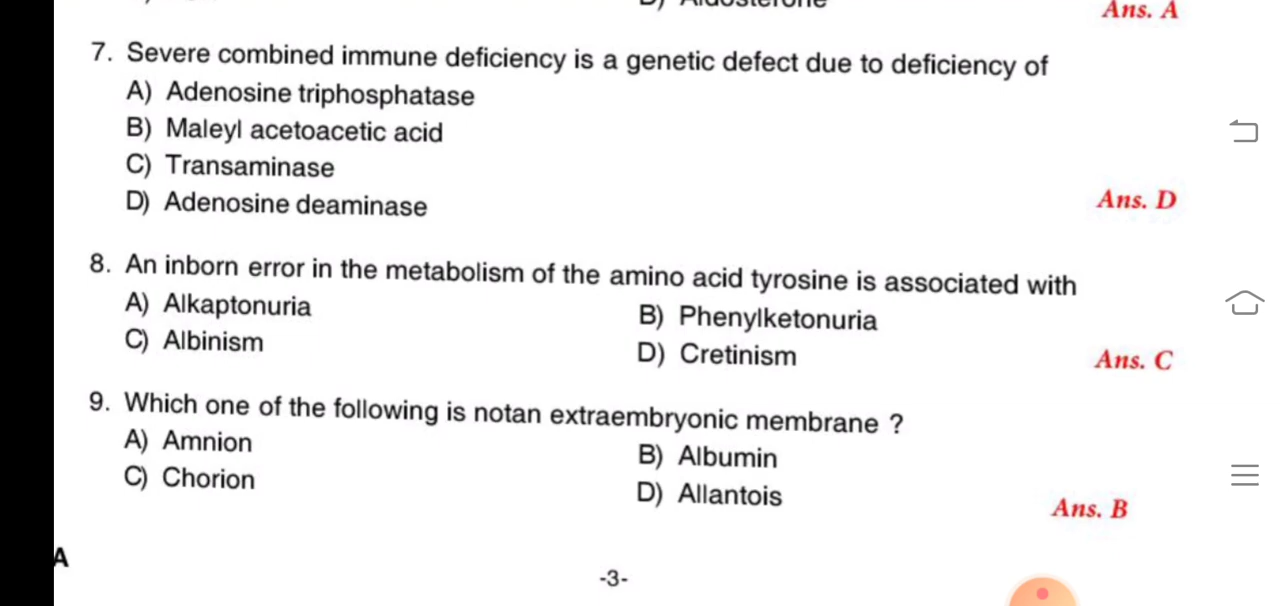 Ans. A
7. Severe combined immune deficiency is a genetic defect due to deficiency of
A) Adenosine triphosphatase
B) Maleyl acetoacetic acid
C) Transaminase
D) Adenosine deaminase
Ans. D
8. An inborn error in the metabolism of the amino acid tyrosine is associated with
A) Alkaptonuria
B) Phenylketonuria
C) Albinism
D) Cretinism
Ans. C
9. Which one of the following is notan extraembryonic membrane ?
A) Amnion
B) Albumin
C) Chorion
D) Allantois
Ans. B
A
-3-